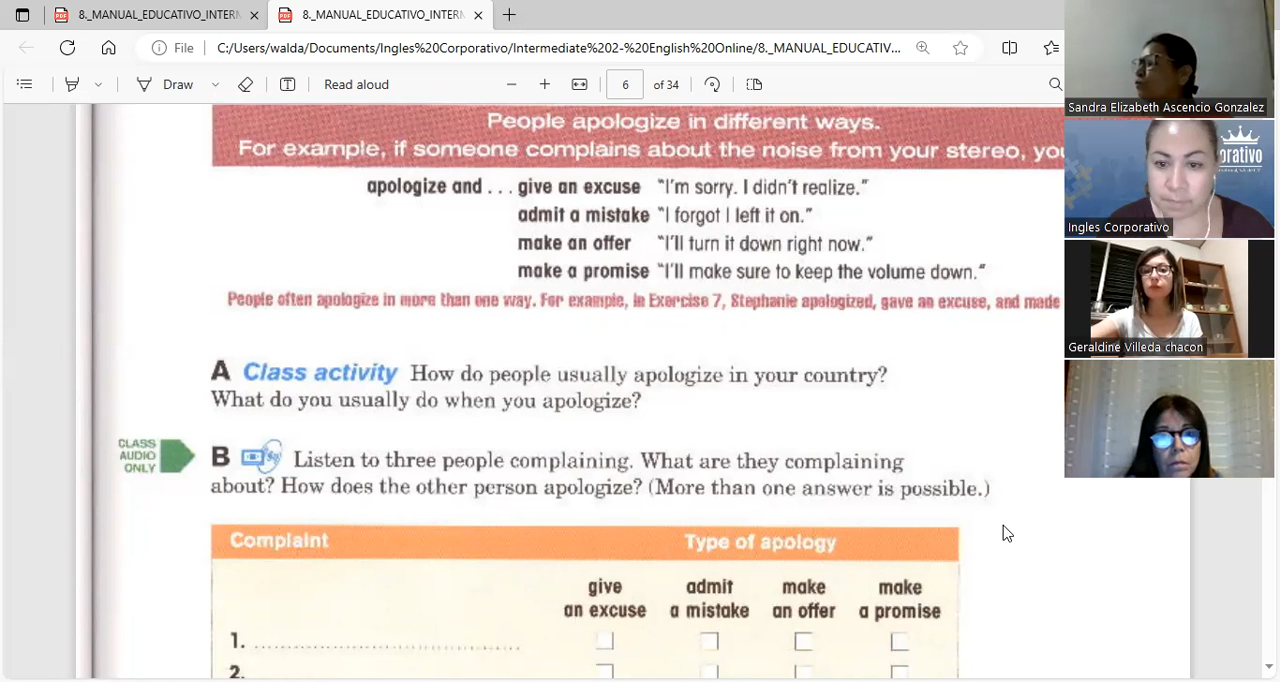 8._MANUAL_EDUCATIVO_INTERN
8._MANUAL_EDUCATIVO_INTERN
File
C:/Users/walda/Documents/Ingles%20Corporativo/Intermediate%202-%20English%20Online/8._MANUAL_EDUCATIV...
Draw
Read aloud
6
of 34
People apologize in different ways.
For example, if someone complains about the noise from your stereo, you
apologize and . . . give an excuse "I'm sorry. I didn't realize."
admit a mistake "I forgot I left it on."
make an offer "I'll turn it down right now."
make a promise "I'll make sure to keep the volume down."
People often apologize in more than one way. For example, in Exercise 7, Stephanie apologized, gave an excuse, and made
A Class activity How do people usually apologize in your country?
What do you usually do when you apologize?
CLASS
AUDIO
ONLY
B Listen to three people complaining. What are they complaining
about? How does the other person apologize? (More than one answer is possible.)
Complaint Type of apology
give an excuse admit a mistake make an offer make a promise
1.
2.
Sandra Elizabeth Ascencio Gonzalez
orativo
Ingles Corporativo
Geraldine Villeda chacon